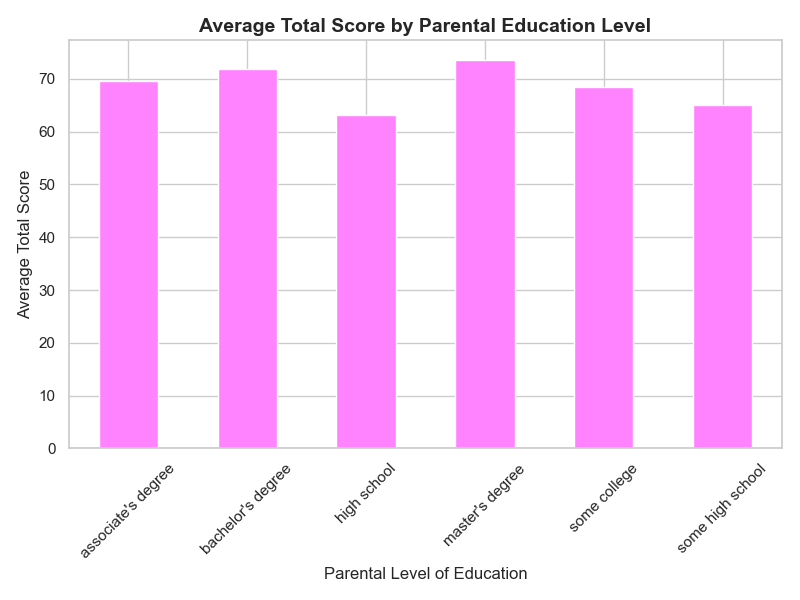 Average Total Score by Parental Education Level
Average Total Score
70
60
50
40
30
20
10
0
associate's degree
bachelor's degree
high school
master's degree
some college
some high school
Parental Level of Education